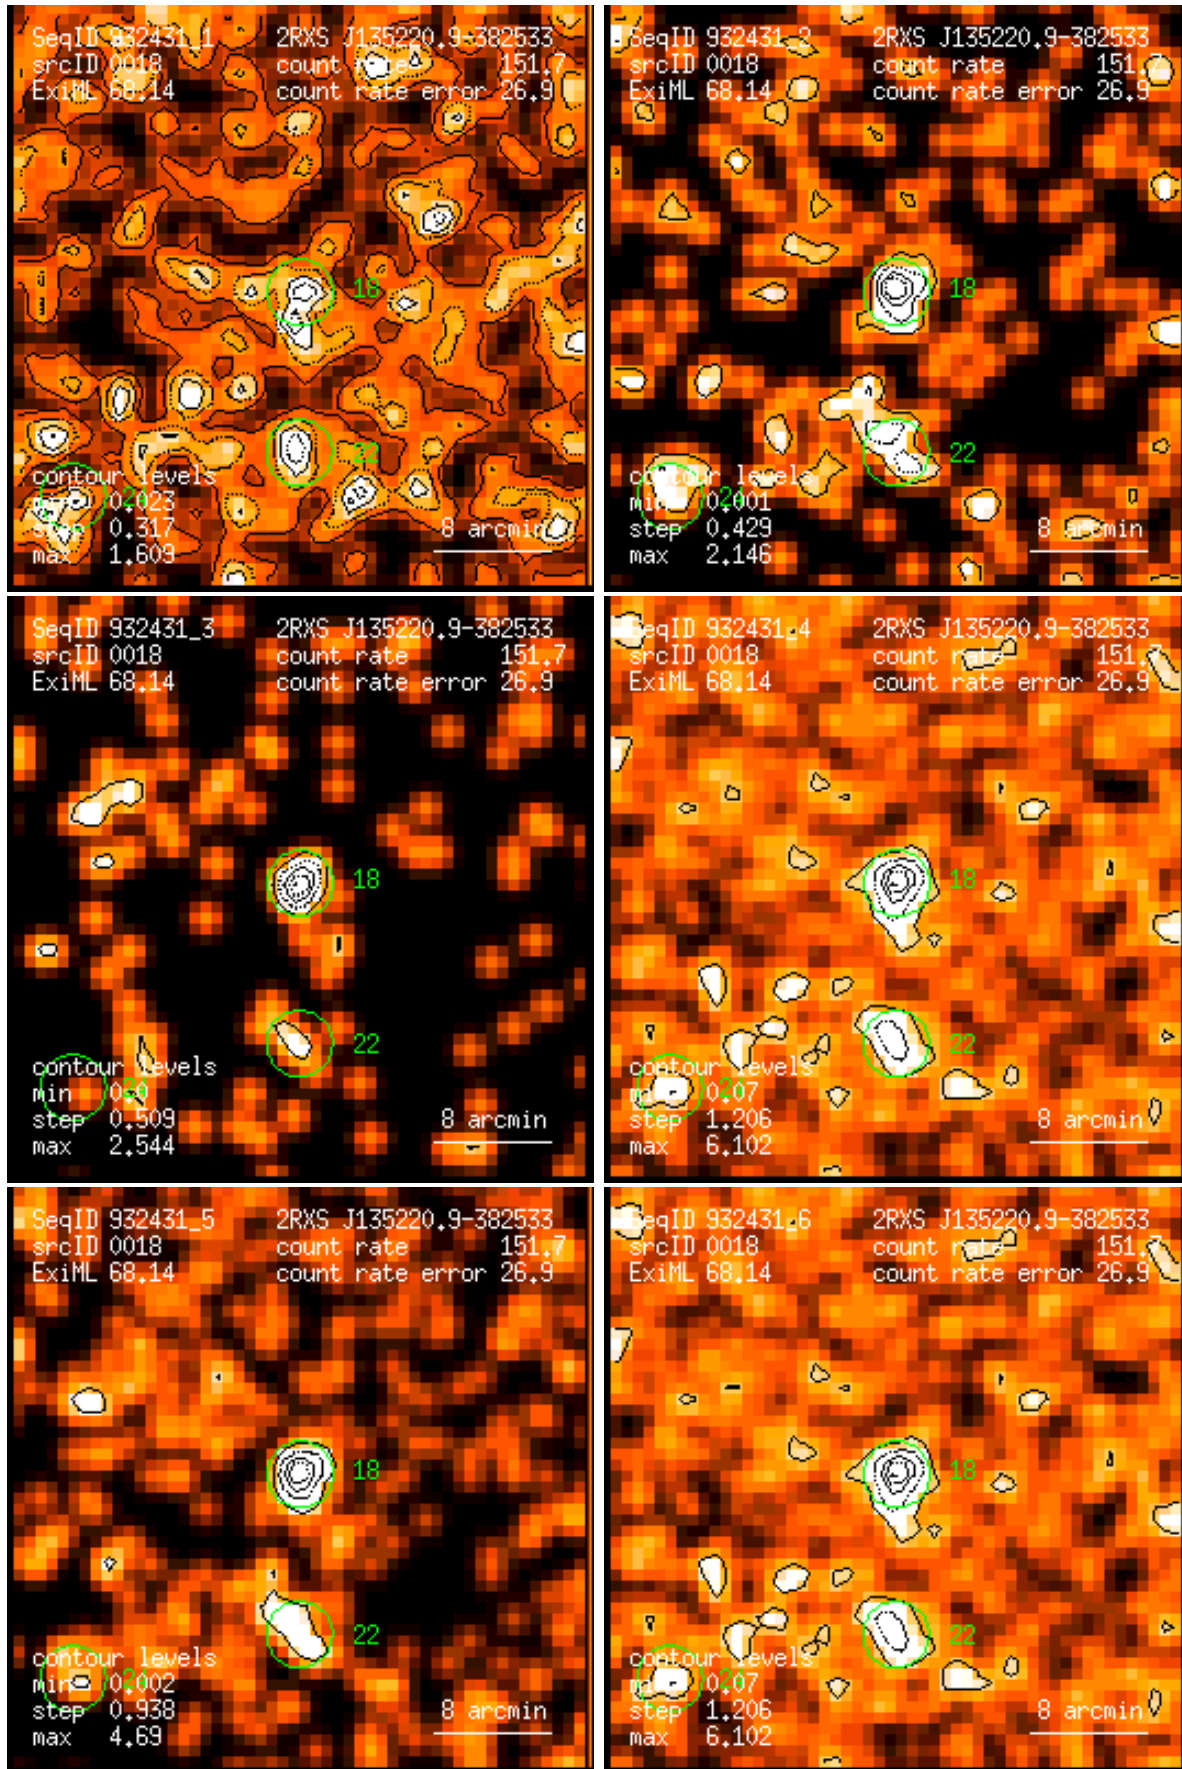 SeqID 932431_1 2RXS J135220.9-382533
srcID 0018 count rate 151.7
ExiML 68.14 count rate error 26.9
18
22
contour levels
min 0.023
step 0.317
max 1.609
8 arcmin
SeqID 932431_2 2RXS J135220.9-382533
srcID 0018 count rate 151.7
ExiML 68.14 count rate error 26.9
18
22
contour levels
min 0.001
step 0.429
max 2.146
8 arcmin
SeqID 932431_3 2RXS J135220.9-382533
srcID 0018 count rate 151.7
ExiML 68.14 count rate error 26.9
18
22
contour levels
min 0.0
step 0.509
max 2.544
8 arcmin
SeqID 932431_4 2RXS J135220.9-382533
srcID 0018 count rate 151.7
ExiML 68.14 count rate error 26.9
18
22
contour levels
min 0.07
step 1.206
max 6.102
8 arcmin
SeqID 932431_5 2RXS J135220.9-382533
srcID 0018 count rate 151.7
ExiML 68.14 count rate error 26.9
18
22
contour levels
min 0.002
step 0.938
max 4.69
8 arcmin
SeqID 932431_6 2RXS J135220.9-382533
srcID 0018 count rate 151.7
ExiML 68.14 count rate error 26.9
18
22
contour levels
min 0.07
step 1.206
max 6.102
8 arcmin